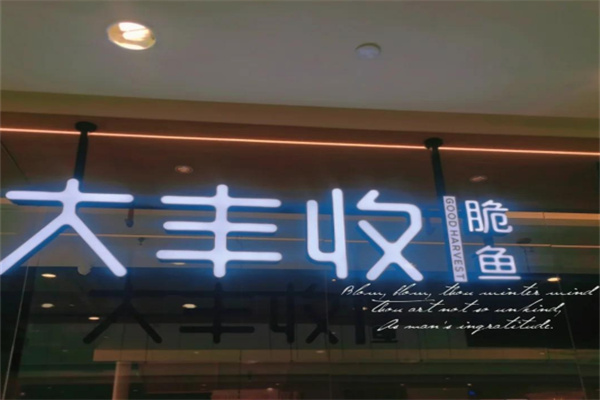 大丰收
GOOD HARVEST
脆鱼
Blow, blow, thou winter wind
thou art not so unkind,
As man's ingratitude.